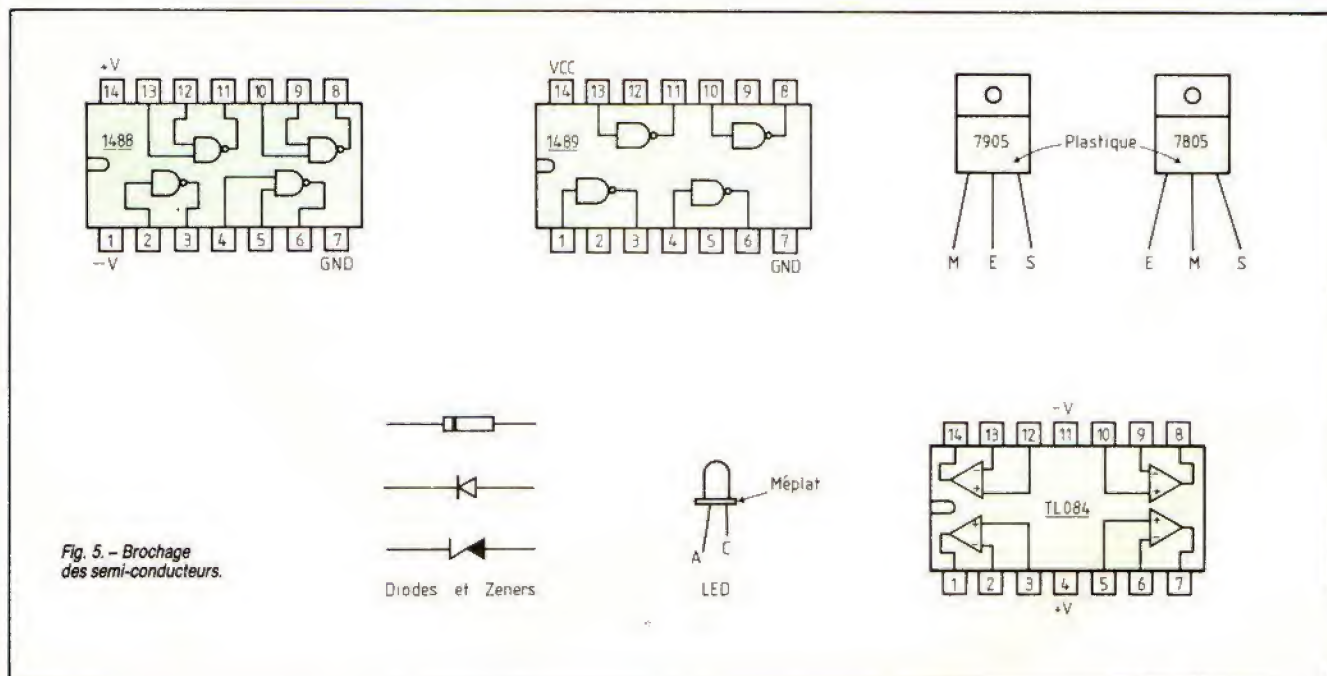 +V
14 13 12 11 10 9 8
1488
1 2 3 4 5 6 7
–V GND
VCC
14 13 12 11 10 9 8
1489
1 2 3 4 5 6 7
GND
7905 Plastique 7805
M E S E M S
Diodes et Zeners
Méplat
A C
LED
–V
14 13 12 11 10 9 8
- + + - 
TL084
+ - + -
1 2 3 4 5 6 7
+V
Fig. 5. – Brochage
des semi-conducteurs.